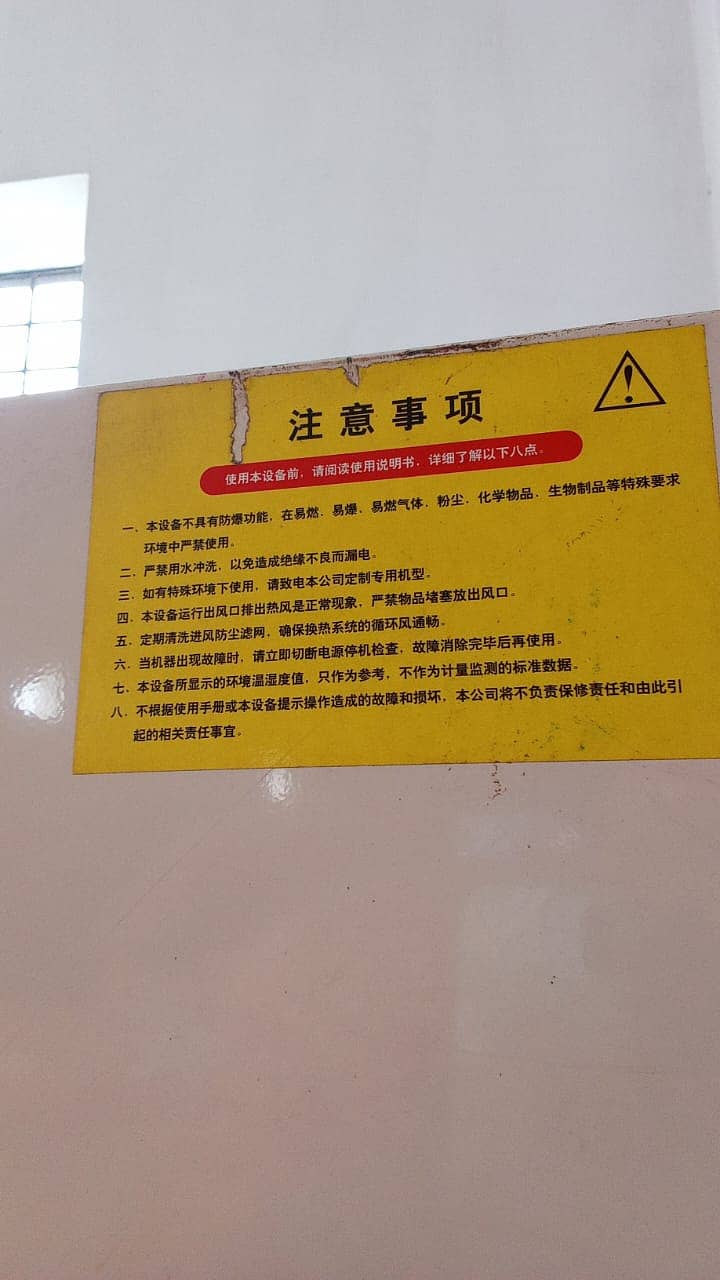 注意事项
使用本设备前，请阅读使用说明书，详细了解以下八点。
一、本设备不具有防爆功能，在易燃、易爆、易燃气体、粉尘、化学物品、生物制品等特殊要求
环境中严禁使用。
二、严禁用水冲洗，以免造成绝缘不良而漏电。
三、如有特殊环境下使用，请致电本公司定制专用机型。
四、本设备运行出风口排出热风是正常现象，严禁物品堵塞放出风口。
五、定期清洗进风防尘滤网，确保换热系统的循环风通畅。
六、当机器出现故障时，请立即切断电源停机检查，故障消除完毕后再使用。
七、本设备所显示的环境温湿度值，只作为参考，不作为计量监测的标准数据。
八、不根据使用手册或本设备提示操作造成的故障和损坏，本公司将不负责保修责任和由此引
起的相关责任事宜。